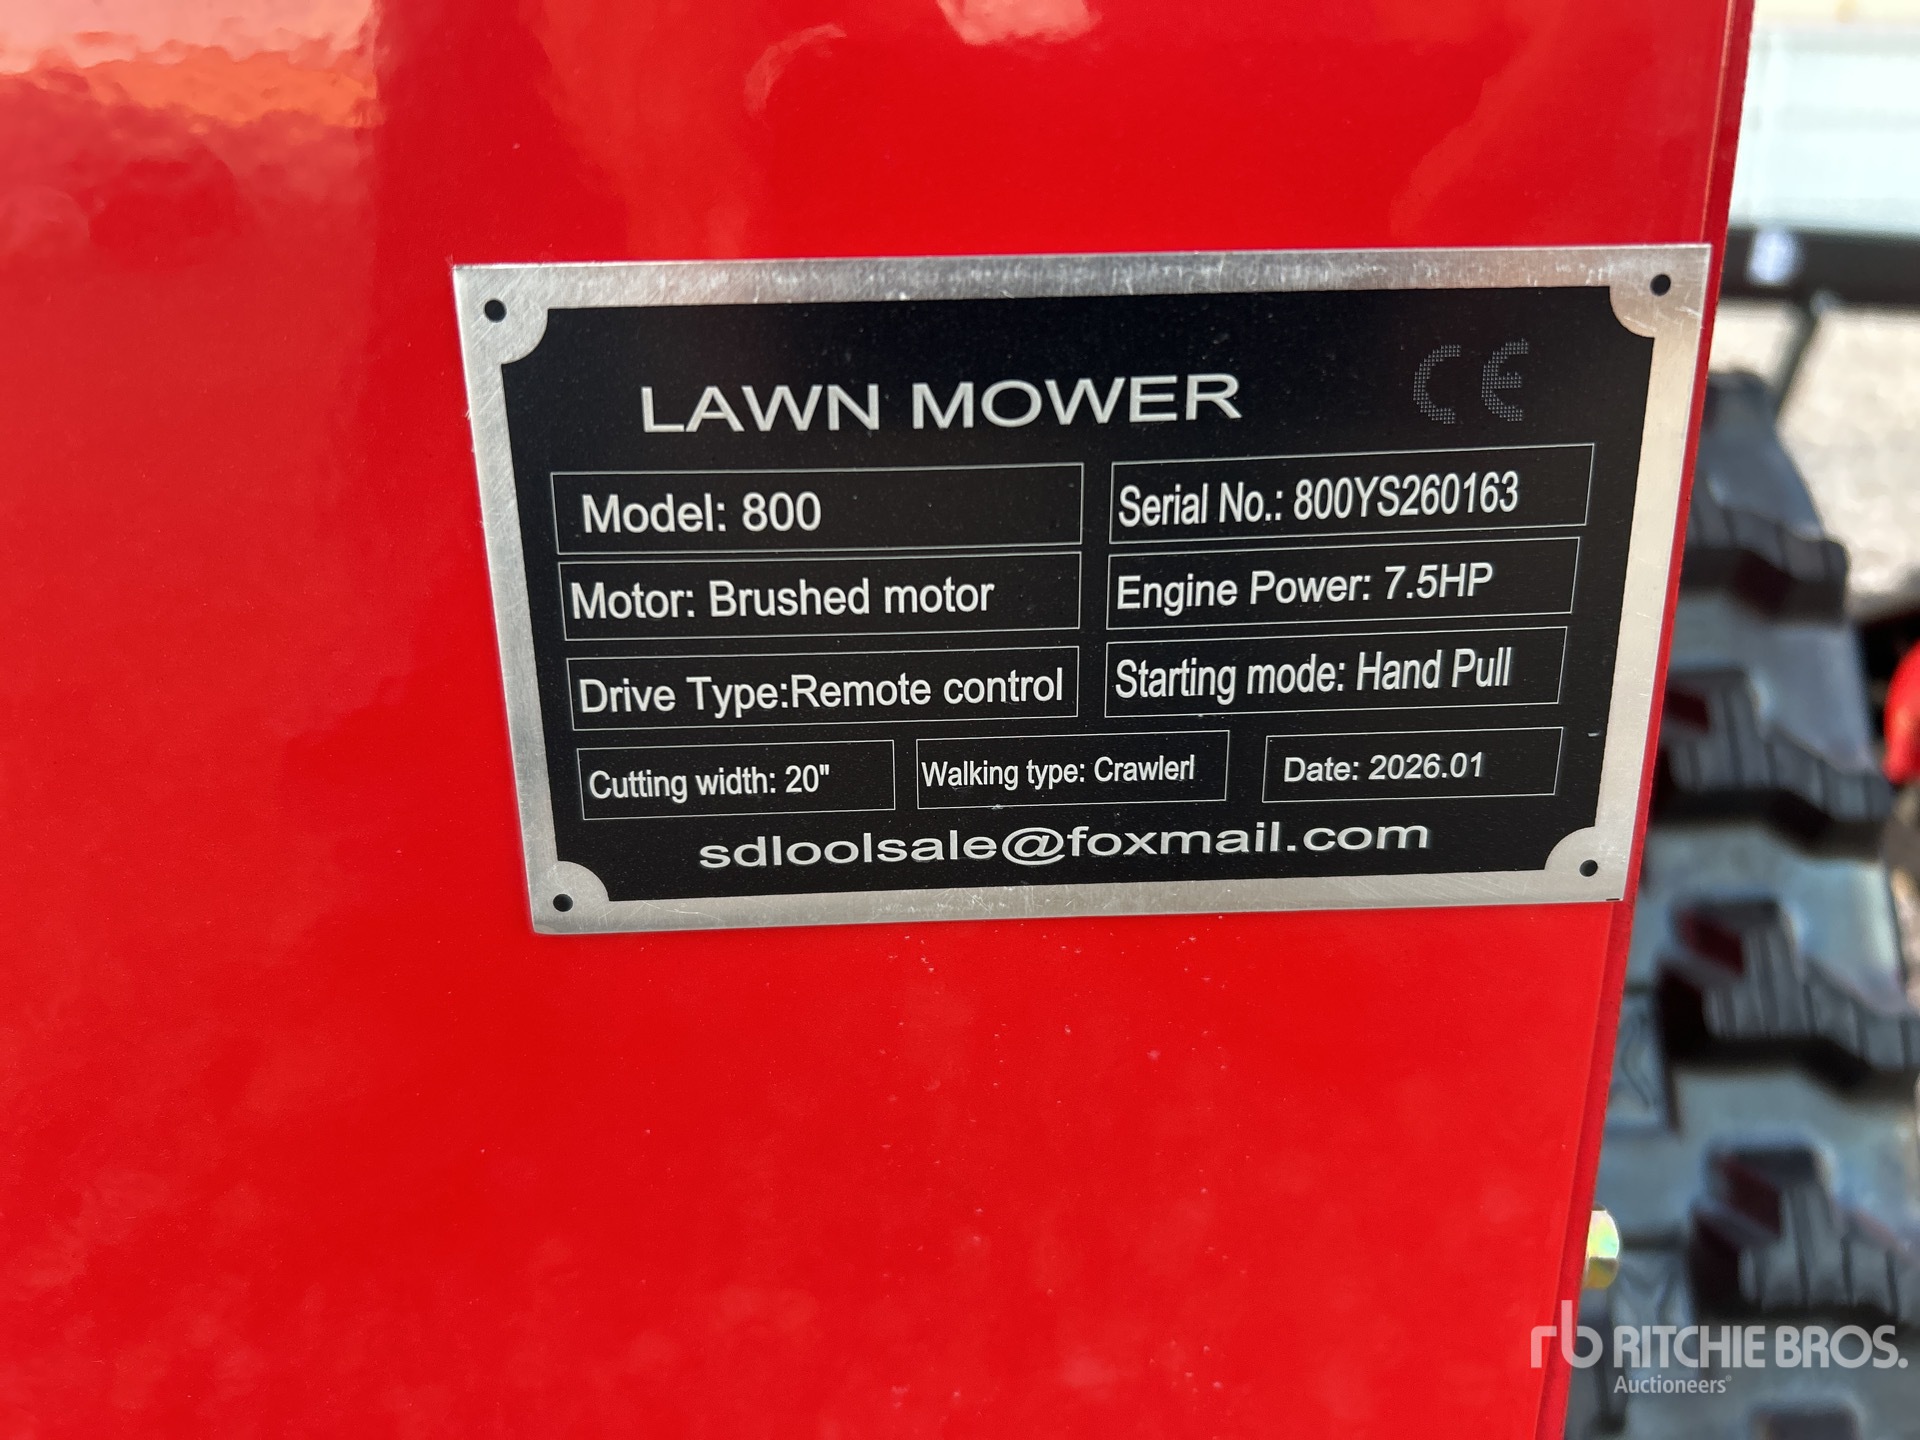 LAWN MOWER CE
Model: 800 Serial No.: 800YS260163
Motor: Brushed motor Engine Power: 7.5HP
Drive Type:Remote control Starting mode: Hand Pull
Cutting width: 20" Walking type: Crawlerl Date: 2026.01
sdloolsale@foxmail.com
rb RITCHIE BROS.
Auctioneers